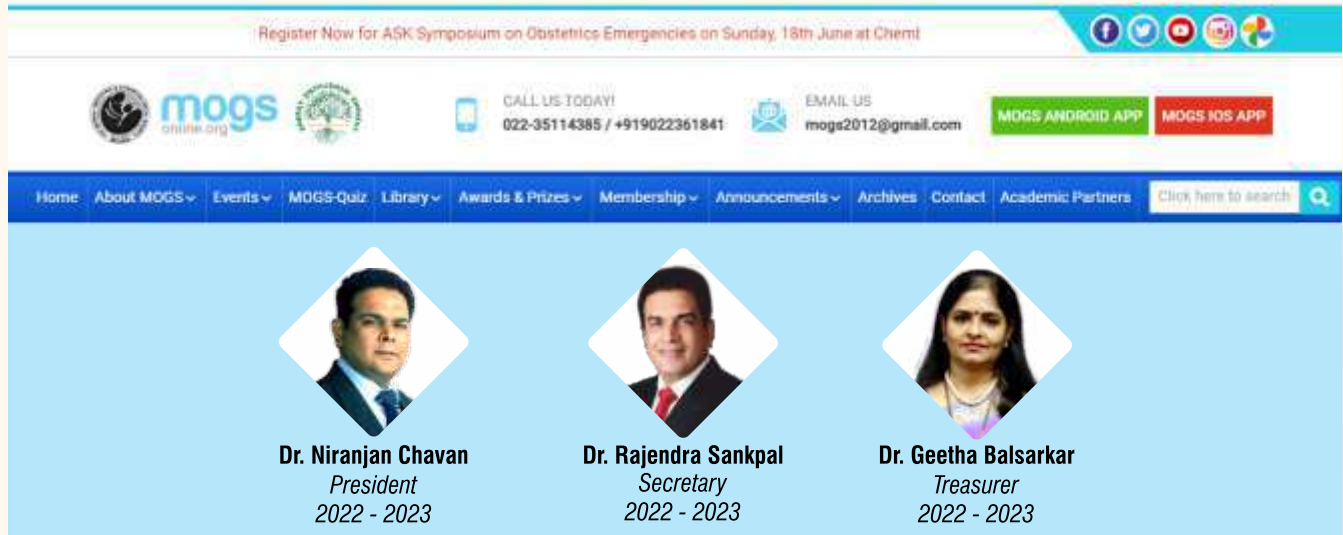 Register Now for ASK Symposium on Obstetrics Emergencies on Sunday, 18th June at Chemt
mogs
online.org
CALL US TODAY!
022-35114385 / +919022361841
EMAIL US
mogs2012@gmail.com
MOGS ANDROID APP
MOGS IOS APP
Home About MOGS Events MOGS-Quiz Library Awards & Prizes Membership Announcements Archives Contact Academic Partners Click here to search
Dr. Niranjan Chavan
President
2022 - 2023
Dr. Rajendra Sankpal
Secretary
2022 - 2023
Dr. Geetha Balsarkar
Treasurer
2022 - 2023